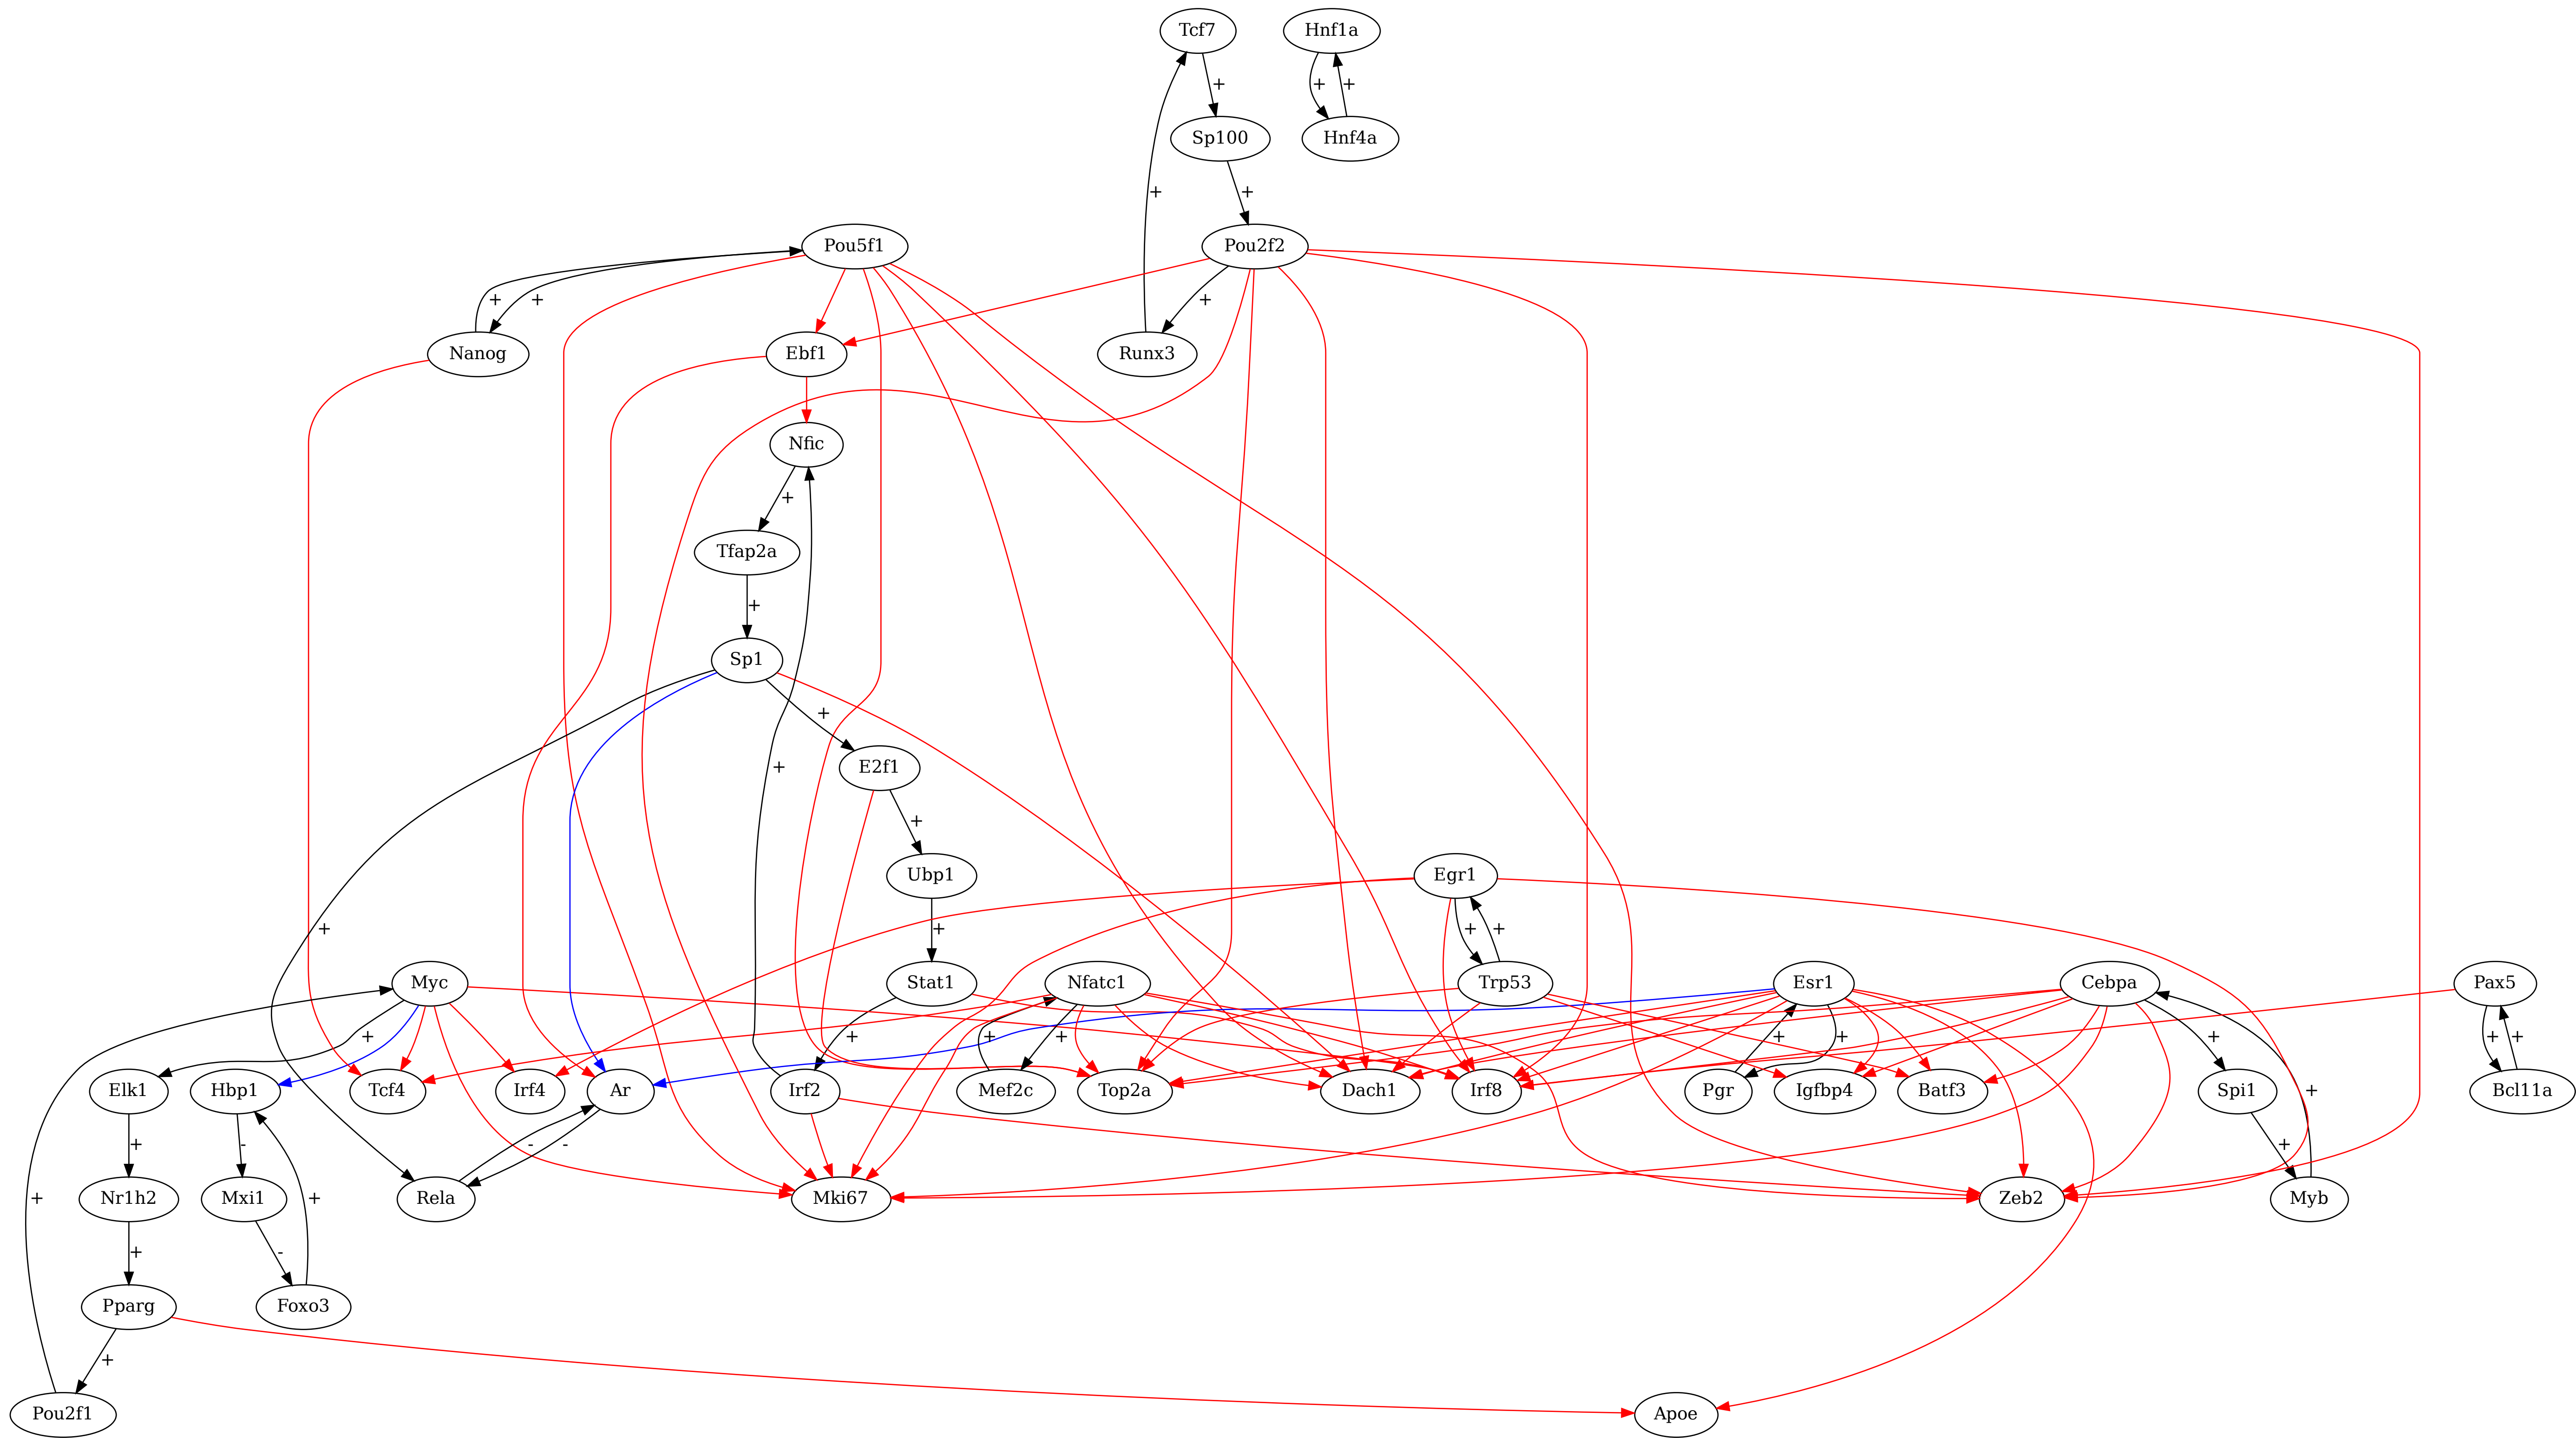 Tcf7
Hnf1a
+
+
+
Sp100
Hnf4a
+
+
Pou5f1
Pou2f2
+
+
+
Nanog
Ebf1
Runx3
Nfic
+
Tfap2a
+
Sp1
+
+
E2f1
+
Ubp1
Egr1
+
+
+
+
Myc
Stat1
Nfatc1
Trp53
Esr1
Cebpa
Pax5
+
+
+
+
+
+
+
+
+
Elk1
Hbp1
Tcf4
Irf4
Ar
Irf2
Mef2c
Top2a
Dach1
Irf8
Pgr
Igfbp4
Batf3
Spi1
Bcl11a
+
-
-
-
+
+
Nr1h2
Mxi1
Rela
Mki67
Zeb2
Myb
+
+
-
+
Pparg
Foxo3
+
Pou2f1
Apoe